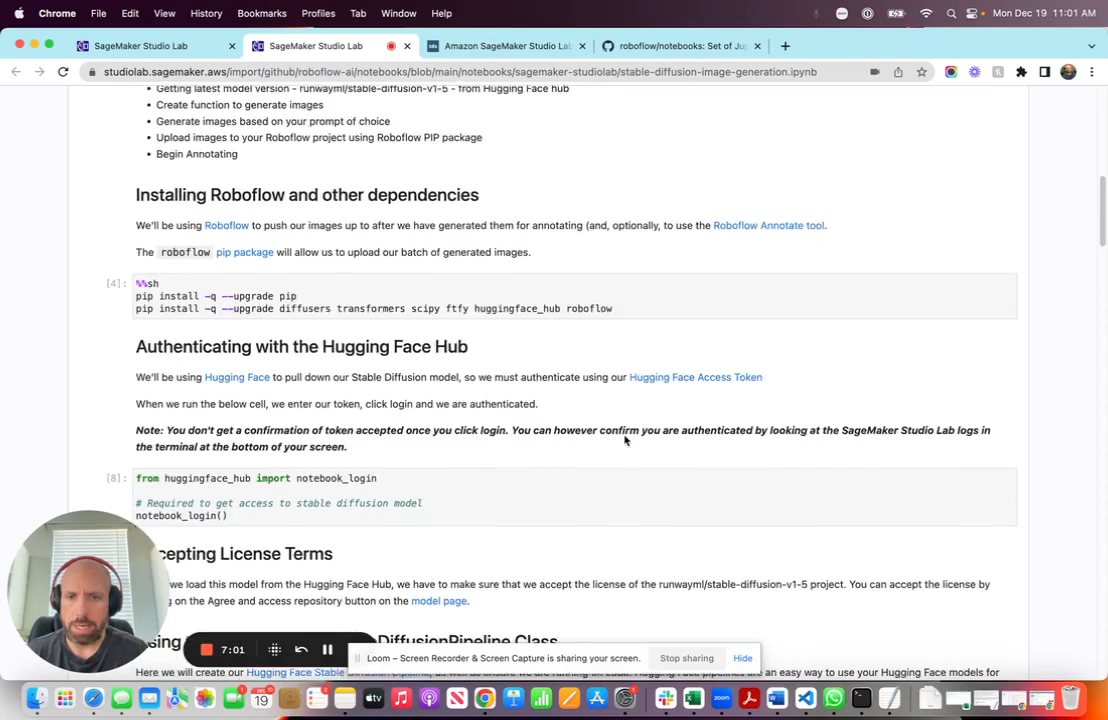 Chrome File Edit View History Bookmarks Profiles Tab Window Help Mon Dec 19 11:01 AM
SageMaker Studio Lab SageMaker Studio Lab Amazon SageMaker Studio Lab roboflow/notebooks: Set of Ju
studiolab.sagemaker.aws/import/github/roboflow-ai/notebooks/blob/main/notebooks/sagemaker-studiolab/stable-diffusion-image-generation.ipynb
• Getting latest model version - runwayml/stable-diffusion-v1-5 - from Hugging Face hub
• Create function to generate images
• Generate images based on your prompt of choice
• Upload images to your Roboflow project using Roboflow PIP package
• Begin Annotating
Installing Roboflow and other dependencies
We'll be using Roboflow to push our images up to after we have generated them for annotating (and, optionally, to use the Roboflow Annotate tool.
The roboflow pip package will allow us to upload our batch of generated images.
[4]: %%sh
pip install -q --upgrade pip
pip install -q --upgrade diffusers transformers scipy ftfy huggingface_hub roboflow
Authenticating with the Hugging Face Hub
We'll be using Hugging Face to pull down our Stable Diffusion model, so we must authenticate using our Hugging Face Access Token
When we run the below cell, we enter our token, click login and we are authenticated.
Note: You don't get a confirmation of token accepted once you click login. You can however confirm you are authenticated by looking at the SageMaker Studio Lab logs in
the terminal at the bottom of your screen.
[8]: from huggingface_hub import notebook_login
# Required to get access to stable diffusion model
notebook_login()
cepting License Terms
we load this model from the Hugging Face Hub, we have to make sure that we accept the license of the runwayml/stable-diffusion-v1-5 project. You can accept the license by
on the Agree and access repository button on the model page.
sing DiffusionPipeline Class
7:01
Loom – Screen Recorder & Screen Capture is sharing your screen. Stop sharing Hide
Here we will create our Hugging Face Stable
an easy to use your Hugging Face models for
19